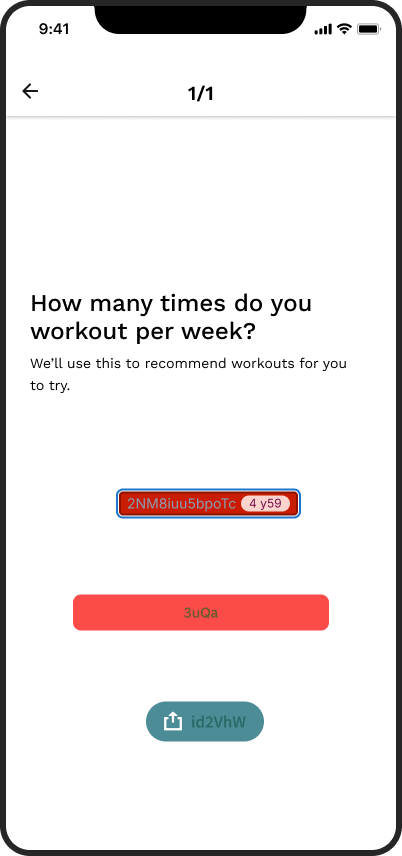 9:41
1/1
How many times do you
workout per week?
We’ll use this to recommend workouts for you
to try.
2NM8iuu5bpoTc 4 y59
3uQa
id2VhW